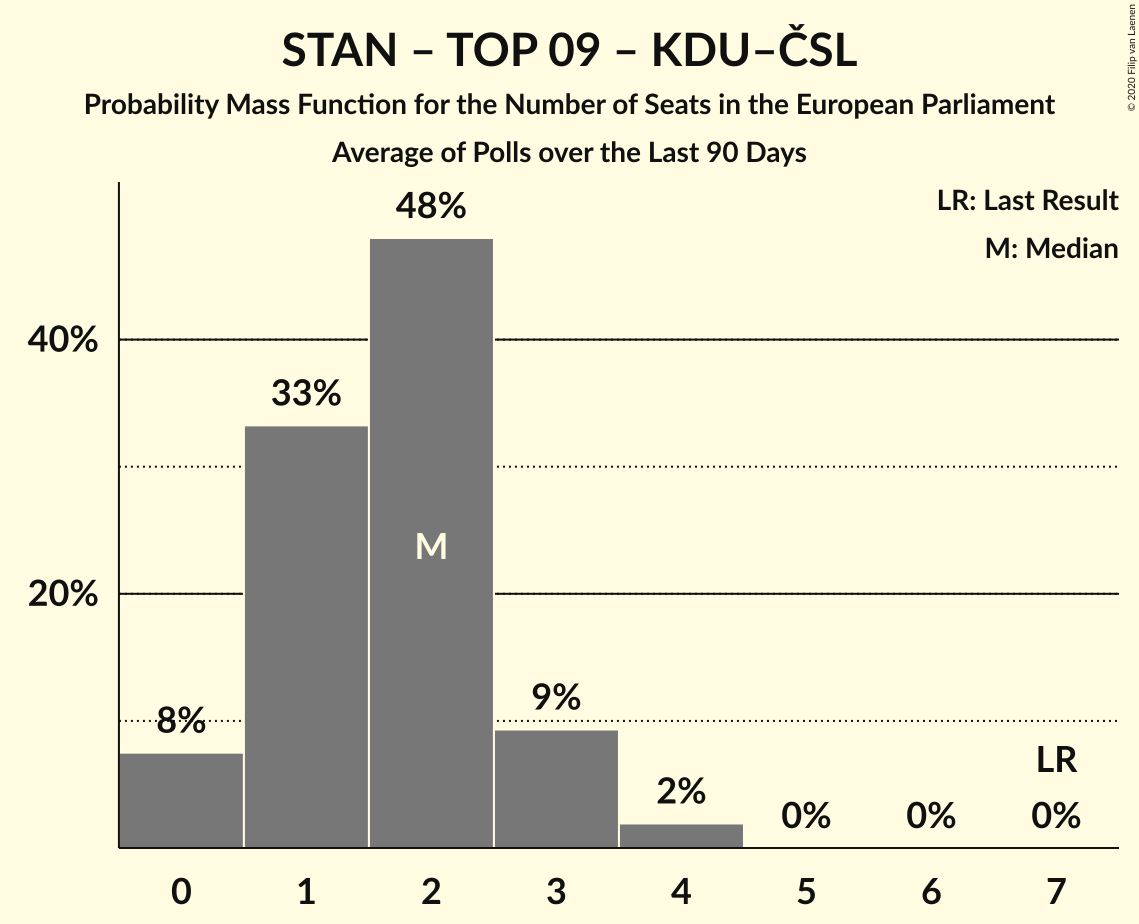 STAN – TOP 09 – KDU–ČSL
Probability Mass Function for the Number of Seats in the European Parliament
Average of Polls over the Last 90 Days
© 2020 Filip van Laenen
LR: Last Result
M: Median
48%
40%
33%
M
20%
9%
8%
LR
2%
0%
0%
0%
0
1
2
3
4
5
6
7